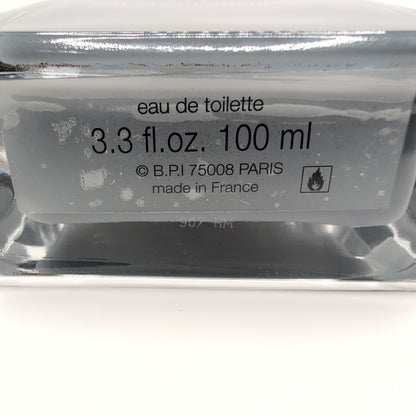 eau de toilette
3.3 fl.oz. 100 ml
© B.P.I 75008 PARIS
made in France